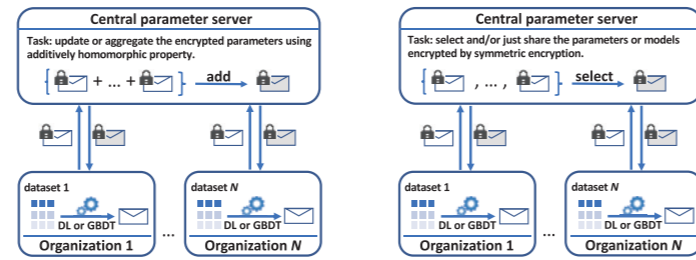 Central parameter server
Task: update or aggregate the encrypted parameters using
additively homomorphic property.
{ + ... + } add
dataset 1
DL or GBDT
Organization 1
...
dataset N
DL or GBDT
Organization N
Central parameter server
Task: select and/or just share the parameters or models
encrypted by symmetric encryption.
{ , ... , } select
dataset 1
DL or GBDT
Organization 1
...
dataset N
DL or GBDT
Organization N